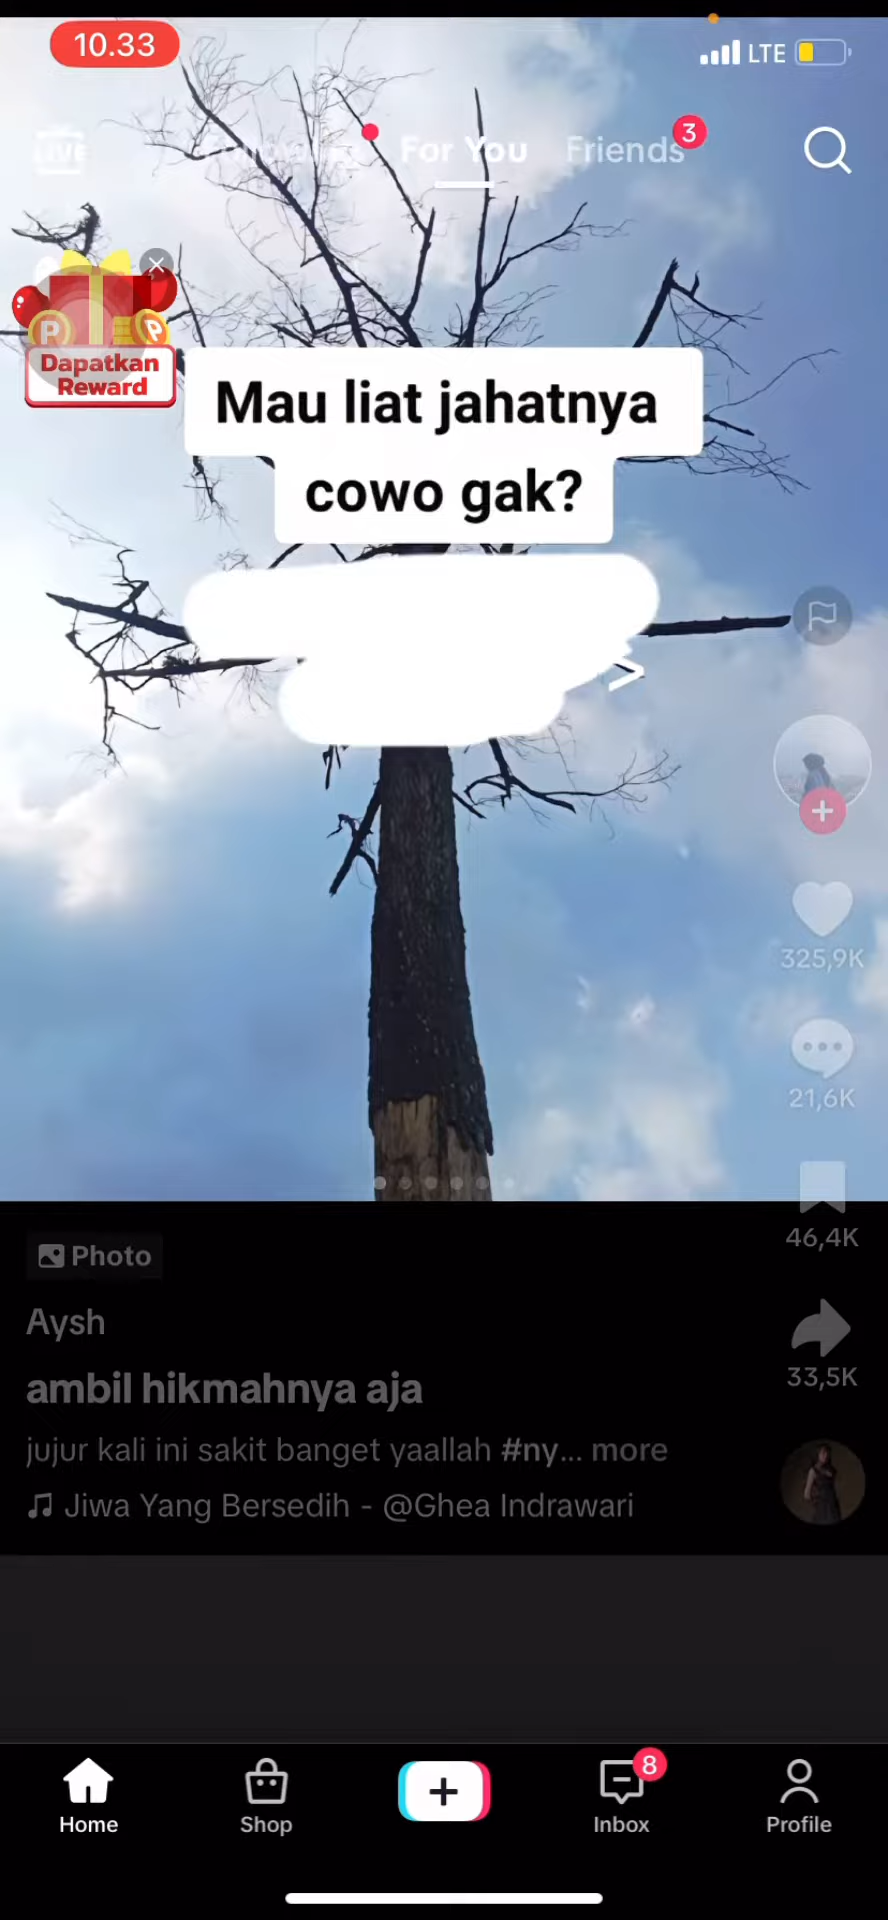 10.33
LTE
LIVE
Following
For You
Friends
3
Dapatkan
Reward
Mau liat jahatnya
cowo gak?
>
325,9K
21,6K
46,4K
33,5K
Photo
Aysh
ambil hikmahnya aja
jujur kali ini sakit banget yaallah #ny... more
Jiwa Yang Bersedih - @Ghea Indrawari
Home
Shop
8
Inbox
Profile